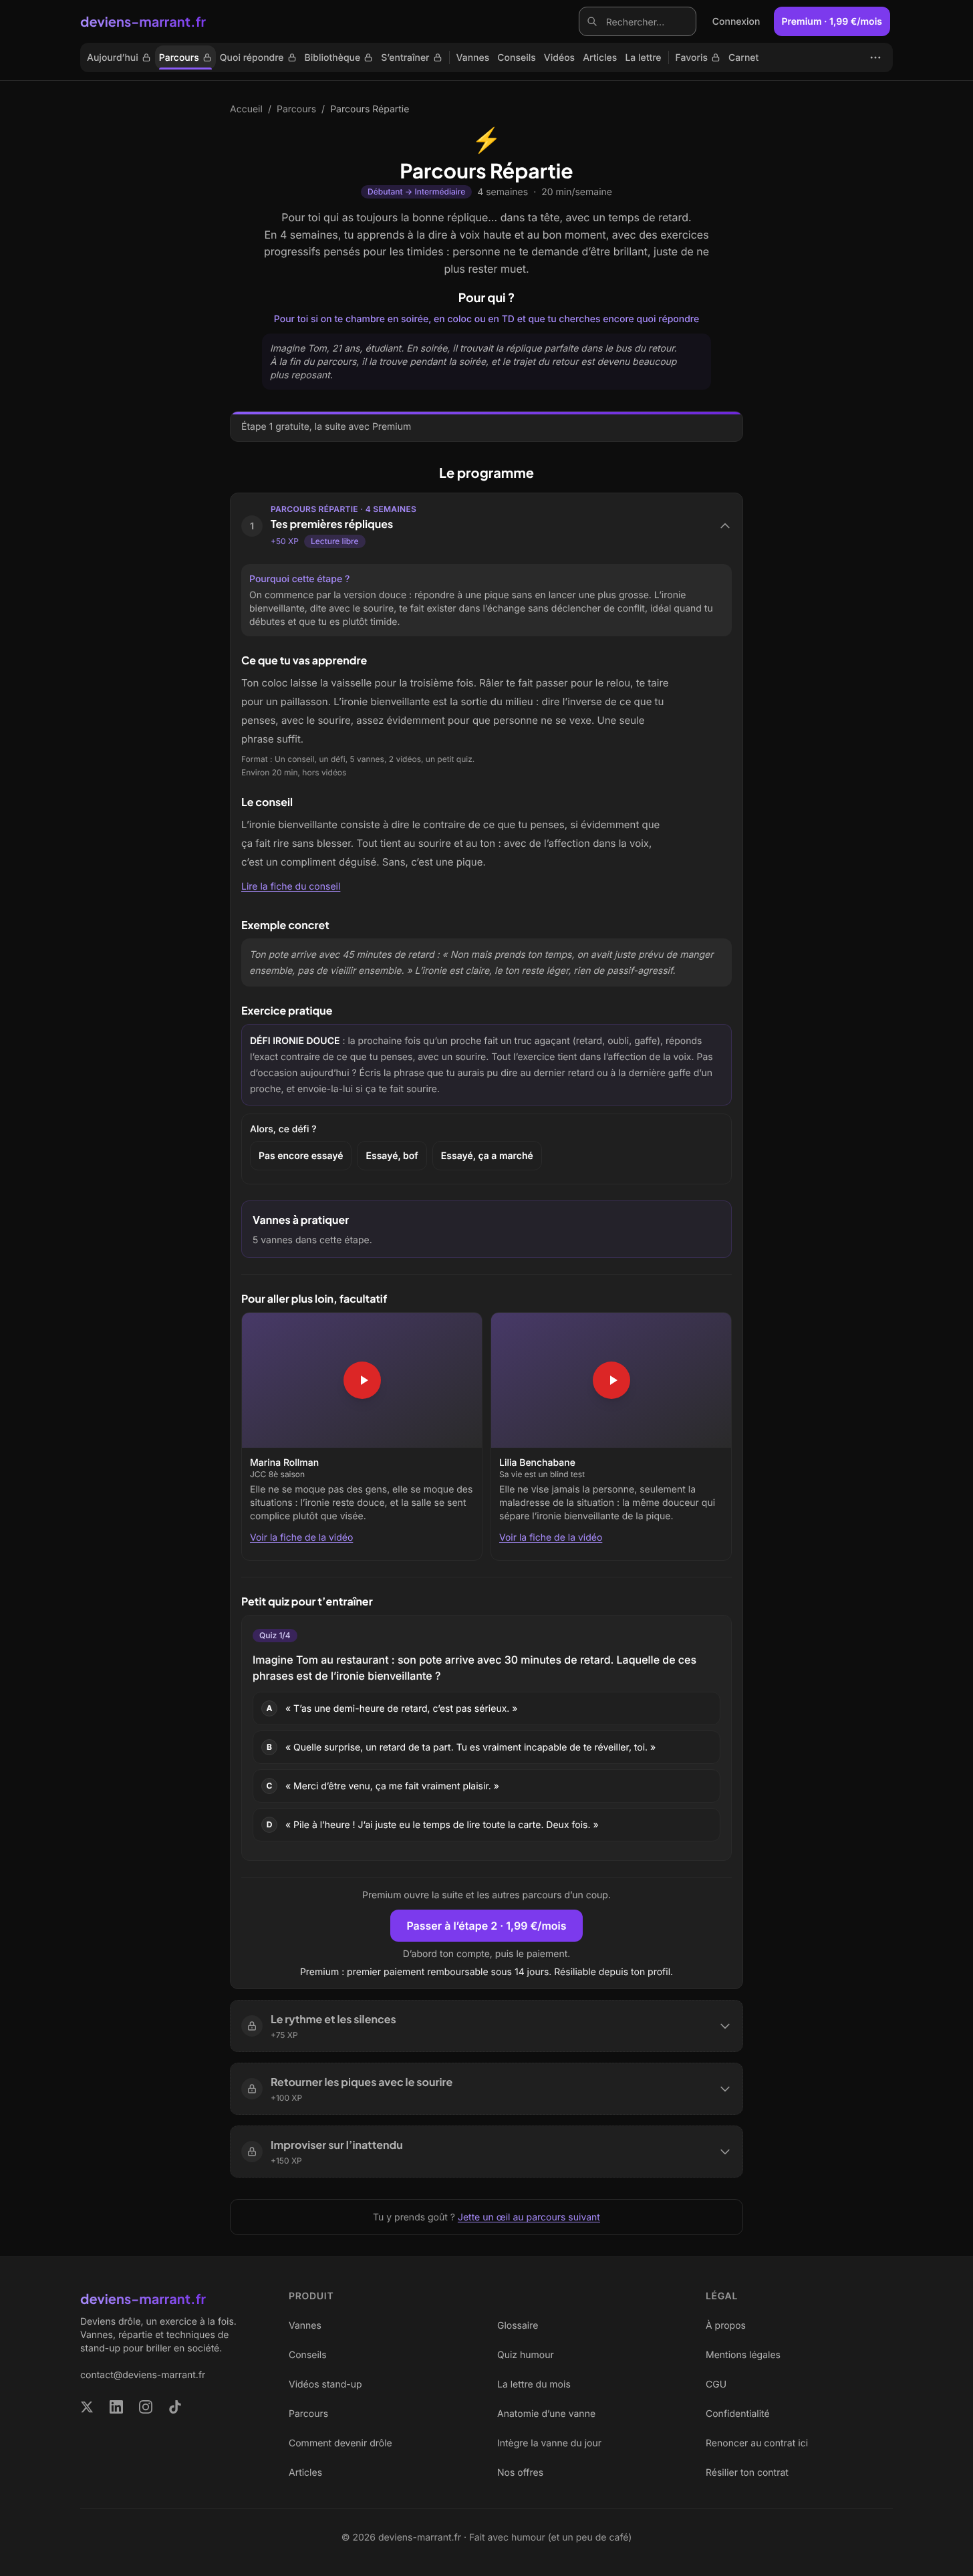 deviens-marrant.fr
Rechercher...
Connexion
Premium · 1,99 €/mois
Aujourd’hui
Parcours
Quoi répondre
Bibliothèque
S’entraîner
Vannes
Conseils
Vidéos
Articles
La lettre
Favoris
Carnet
Accueil / Parcours / Parcours Répartie
Parcours Répartie
Débutant → Intermédiaire 4 semaines · 20 min/semaine
Pour toi qui as toujours la bonne réplique... dans ta tête, avec un temps de retard.
En 4 semaines, tu apprends à la dire à voix haute et au bon moment, avec des exercices
progressifs pensés pour les timides : personne ne te demande d’être brillant, juste de ne
plus rester muet.
Pour qui ?
Pour toi si on te chambre en soirée, en coloc ou en TD et que tu cherches encore quoi répondre
Imagine Tom, 21 ans, étudiant. En soirée, il trouvait la réplique parfaite dans le bus du retour.
À la fin du parcours, il la trouve pendant la soirée, et le trajet du retour est devenu beaucoup
plus reposant.
Étape 1 gratuite, la suite avec Premium
Le programme
PARCOURS RÉPARTIE · 4 SEMAINES
1
Tes premières répliques
+50 XP Lecture libre
Pourquoi cette étape ?
On commence par la version douce : répondre à une pique sans en lancer une plus grosse. L’ironie
bienveillante, dite avec le sourire, te fait exister dans l’échange sans déclencher de conflit, idéal quand tu
débutes et que tu es plutôt timide.
Ce que tu vas apprendre
Ton coloc laisse la vaisselle pour la troisième fois. Râler te fait passer pour le relou, te taire
pour un paillasson. L’ironie bienveillante est la sortie du milieu : dire l’inverse de ce que tu
penses, avec le sourire, assez évidemment pour que personne ne se vexe. Une seule
phrase suffit.
Format : Un conseil, un défi, 5 vannes, 2 vidéos, un petit quiz.
Environ 20 min, hors vidéos
Le conseil
L’ironie bienveillante consiste à dire le contraire de ce que tu penses, si évidemment que
ça fait rire sans blesser. Tout tient au sourire et au ton : avec de l’affection dans la voix,
c’est un compliment déguisé. Sans, c’est une pique.
Lire la fiche du conseil
Exemple concret
Ton pote arrive avec 45 minutes de retard : « Non mais prends ton temps, on avait juste prévu de manger
ensemble, pas de vieillir ensemble. » L’ironie est claire, le ton reste léger, rien de passif-agressif.
Exercice pratique
DÉFI IRONIE DOUCE : la prochaine fois qu’un proche fait un truc agaçant (retard, oubli, gaffe), réponds
l’exact contraire de ce que tu penses, avec un sourire. Tout l’exercice tient dans l’affection de la voix. Pas
d’occasion aujourd’hui ? Écris la phrase que tu aurais pu dire au dernier retard ou à la dernière gaffe d’un
proche, et envoie-la-lui si ça te fait sourire.
Alors, ce défi ?
Pas encore essayé
Essayé, bof
Essayé, ça a marché
Vannes à pratiquer
5 vannes dans cette étape.
Pour aller plus loin, facultatif
Marina Rollman
JCC 8è saison
Elle ne se moque pas des gens, elle se moque des
situations : l’ironie reste douce, et la salle se sent
complice plutôt que visée.
Voir la fiche de la vidéo
Lilia Benchabane
Sa vie est un blind test
Elle ne vise jamais la personne, seulement la
maladresse de la situation : la même douceur qui
sépare l’ironie bienveillante de la pique.
Voir la fiche de la vidéo
Petit quiz pour t’entraîner
Quiz 1/4
Imagine Tom au restaurant : son pote arrive avec 30 minutes de retard. Laquelle de ces
phrases est de l’ironie bienveillante ?
A « T’as une demi-heure de retard, c’est pas sérieux. »
B « Quelle surprise, un retard de ta part. Tu es vraiment incapable de te réveiller, toi. »
C « Merci d’être venu, ça me fait vraiment plaisir. »
D « Pile à l’heure ! J’ai juste eu le temps de lire toute la carte. Deux fois. »
Premium ouvre la suite et les autres parcours d’un coup.
Passer à l’étape 2 · 1,99 €/mois
D’abord ton compte, puis le paiement.
Premium : premier paiement remboursable sous 14 jours. Résiliable depuis ton profil.
Le rythme et les silences
+75 XP
Retourner les piques avec le sourire
+100 XP
Improviser sur l’inattendu
+150 XP
Tu y prends goût ? Jette un œil au parcours suivant
deviens-marrant.fr
Deviens drôle, un exercice à la fois.
Vannes, répartie et techniques de
stand-up pour briller en société.
contact@deviens-marrant.fr
PRODUIT
Vannes
Conseils
Vidéos stand-up
Parcours
Comment devenir drôle
Articles
Glossaire
Quiz humour
La lettre du mois
Anatomie d’une vanne
Intègre la vanne du jour
Nos offres
LÉGAL
À propos
Mentions légales
CGU
Confidentialité
Renoncer au contrat ici
Résilier ton contrat
© 2026 deviens-marrant.fr · Fait avec humour (et un peu de café)